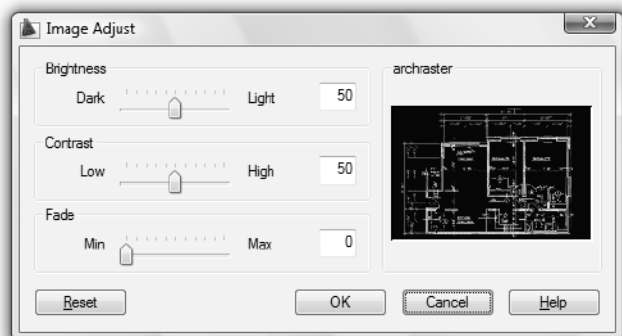 Image Adjust
Brightness
Dark Light 50
Contrast
Low High 50
Fade
Min Max 0
archraster
Reset OK Cancel Help